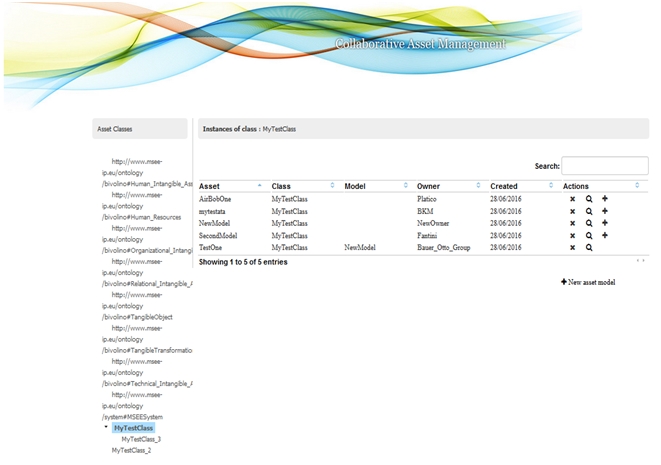 Collaborative Asset Management
Asset Classes
http://www.msee-
ip.eu/ontology
/bivolino#Human_Intangible_Ass
http://www.msee-
ip.eu/ontology
/bivolino#Human_Resources
http://www.msee-
ip.eu/ontology
/bivolino#Organizational_Intangi
http://www.msee-
ip.eu/ontology
/bivolino#Relational_Intangible_A
http://www.msee-
ip.eu/ontology
/bivolino#TangibleObject
http://www.msee-
ip.eu/ontology
/bivolino#TangibleTransformatio
http://www.msee-
ip.eu/ontology
/bivolino#Technical_Intangible_A
http://www.msee-
ip.eu/ontology
/system#MSEESystem
MyTestClass
MyTestClass_3
MyTestClass_2
Instances of class : MyTestClass
Search:
Asset Class Model Owner Created Actions
AirBobOne MyTestClass Platico 28/06/2016
mytestata MyTestClass BKM 28/06/2016
NewModel MyTestClass NewOwner 28/06/2016
SecondModel MyTestClass Fantini 28/06/2016
TestOne MyTestClass NewModel Bauer_Otto_Group 28/06/2016
Showing 1 to 5 of 5 entries
New asset model